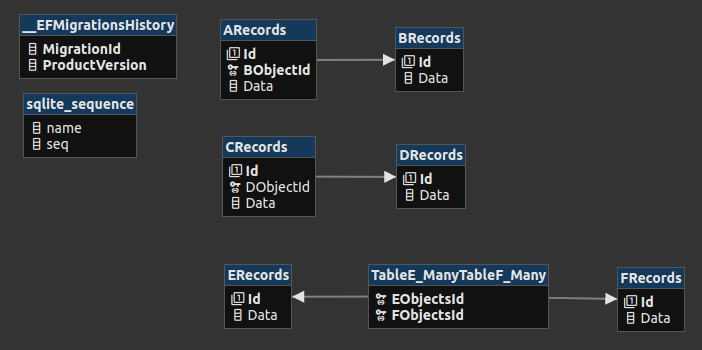 __EFMigrationsHistory
MigrationId
ProductVersion
sqlite_sequence
name
seq
ARecords
Id
BObjectId
Data
BRecords
Id
Data
CRecords
Id
DObjectId
Data
DRecords
Id
Data
ERecords
Id
Data
TableE_ManyTableF_Many
EObjectsId
FObjectsId
FRecords
Id
Data